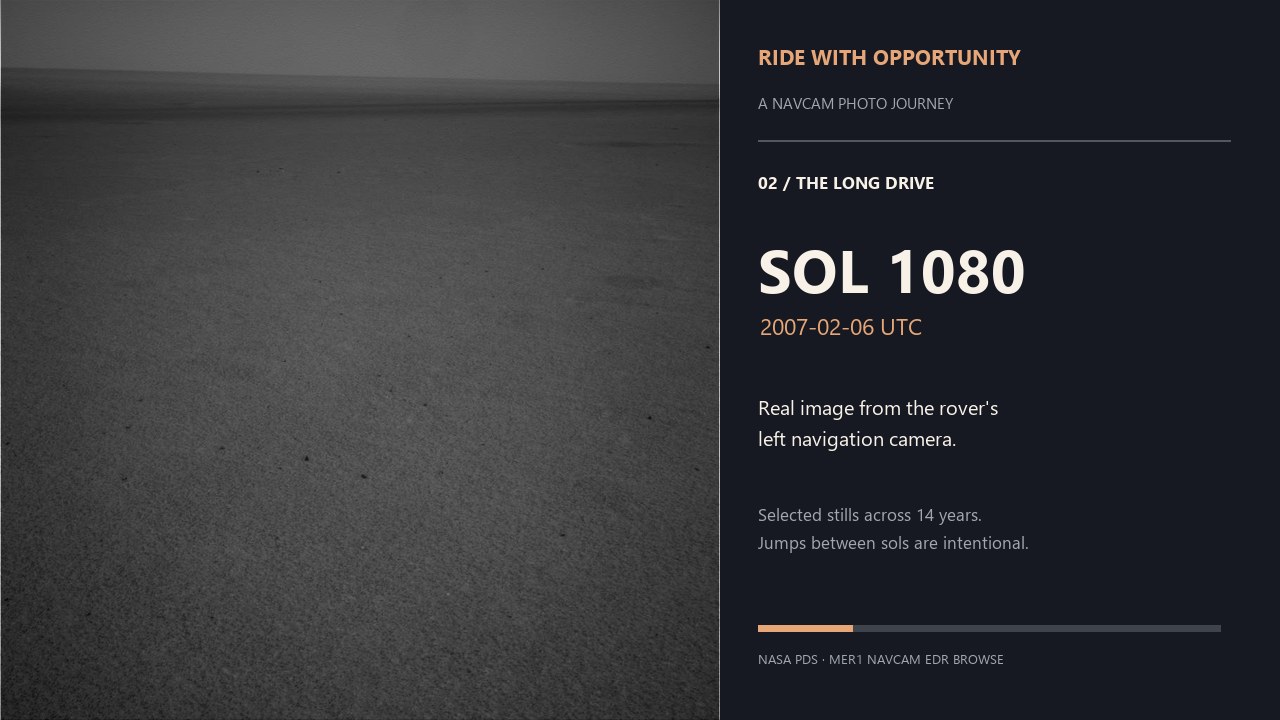 RIDE WITH OPPORTUNITY
A NAVCAM PHOTO JOURNEY
02 / THE LONG DRIVE
SOL 1080
2007-02-06 UTC
Real image from the rover's
left navigation camera.
Selected stills across 14 years.
Jumps between sols are intentional.
NASA PDS · MER1 NAVCAM EDR BROWSE